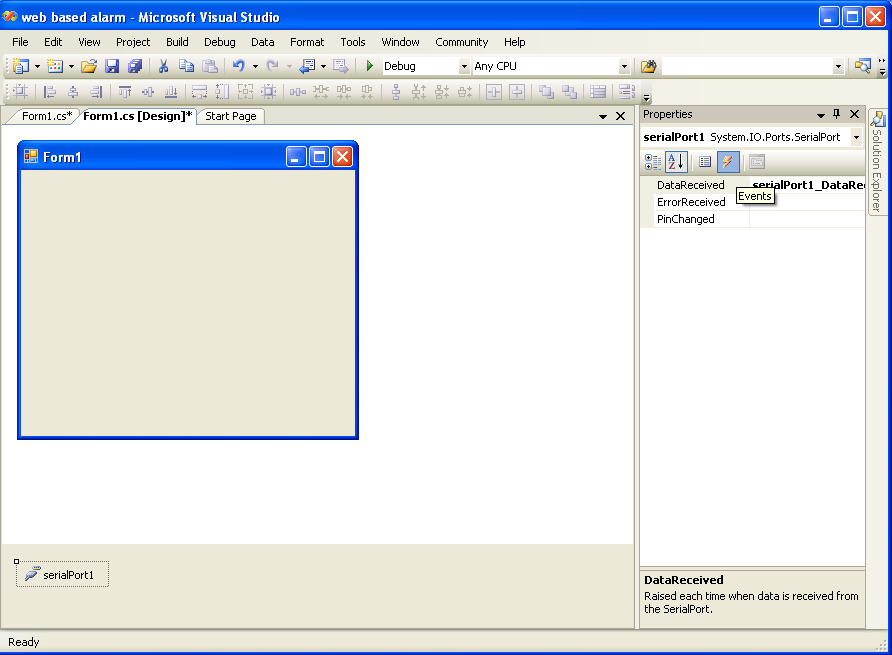 web based alarm - Microsoft Visual Studio
File Edit View Project Build Debug Data Format Tools Window Community Help
Debug Any CPU
Form1.cs* Form1.cs [Design]* Start Page
Properties
serialPort1 System.IO.Ports.SerialPort
Solution Explorer
Form1
A
Z
DataReceived serialPort1_DataRe
Events
ErrorReceived
PinChanged
serialPort1
DataReceived
Raised each time when data is received from
the SerialPort.
Ready